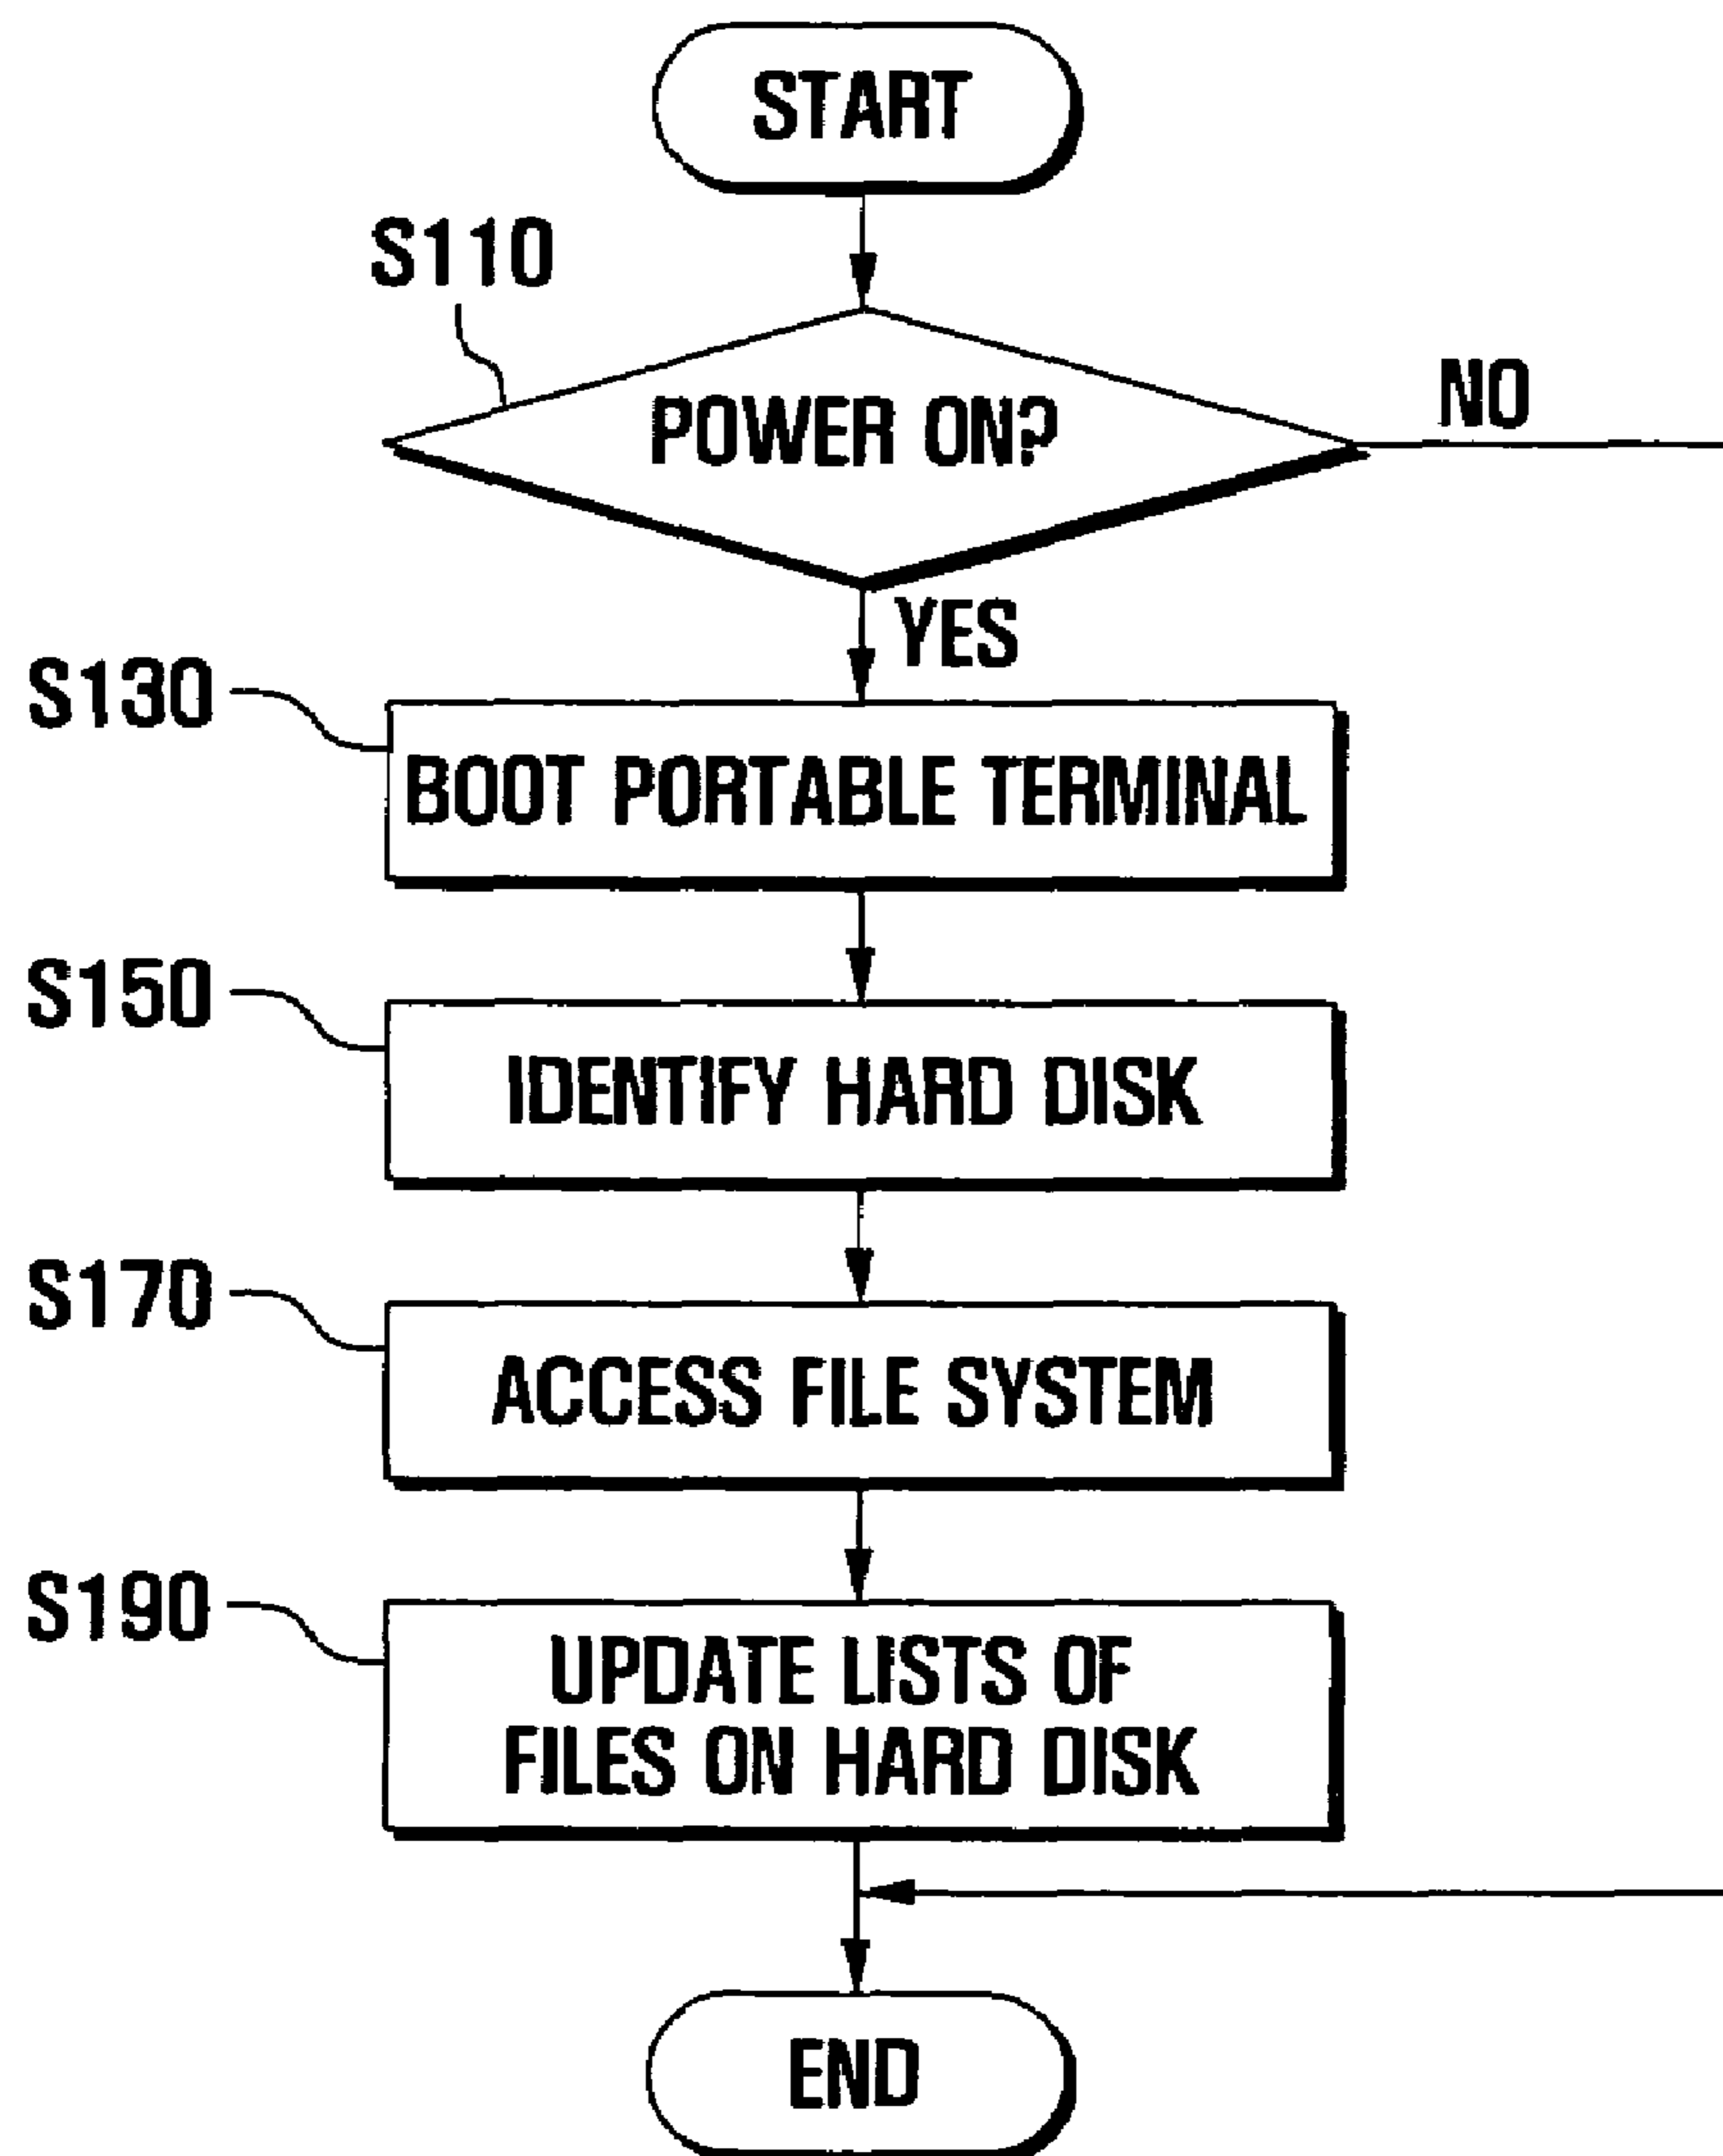 START
S110
POWER ON?
NO
YES
S130
BOOT PORTABLE TERMINAL
S150
IDENTIFY HARD DISK
S170
ACCESS FILE SYSTEM
S190
UPDATE LISTS OF
FILES ON HARD DISK
END